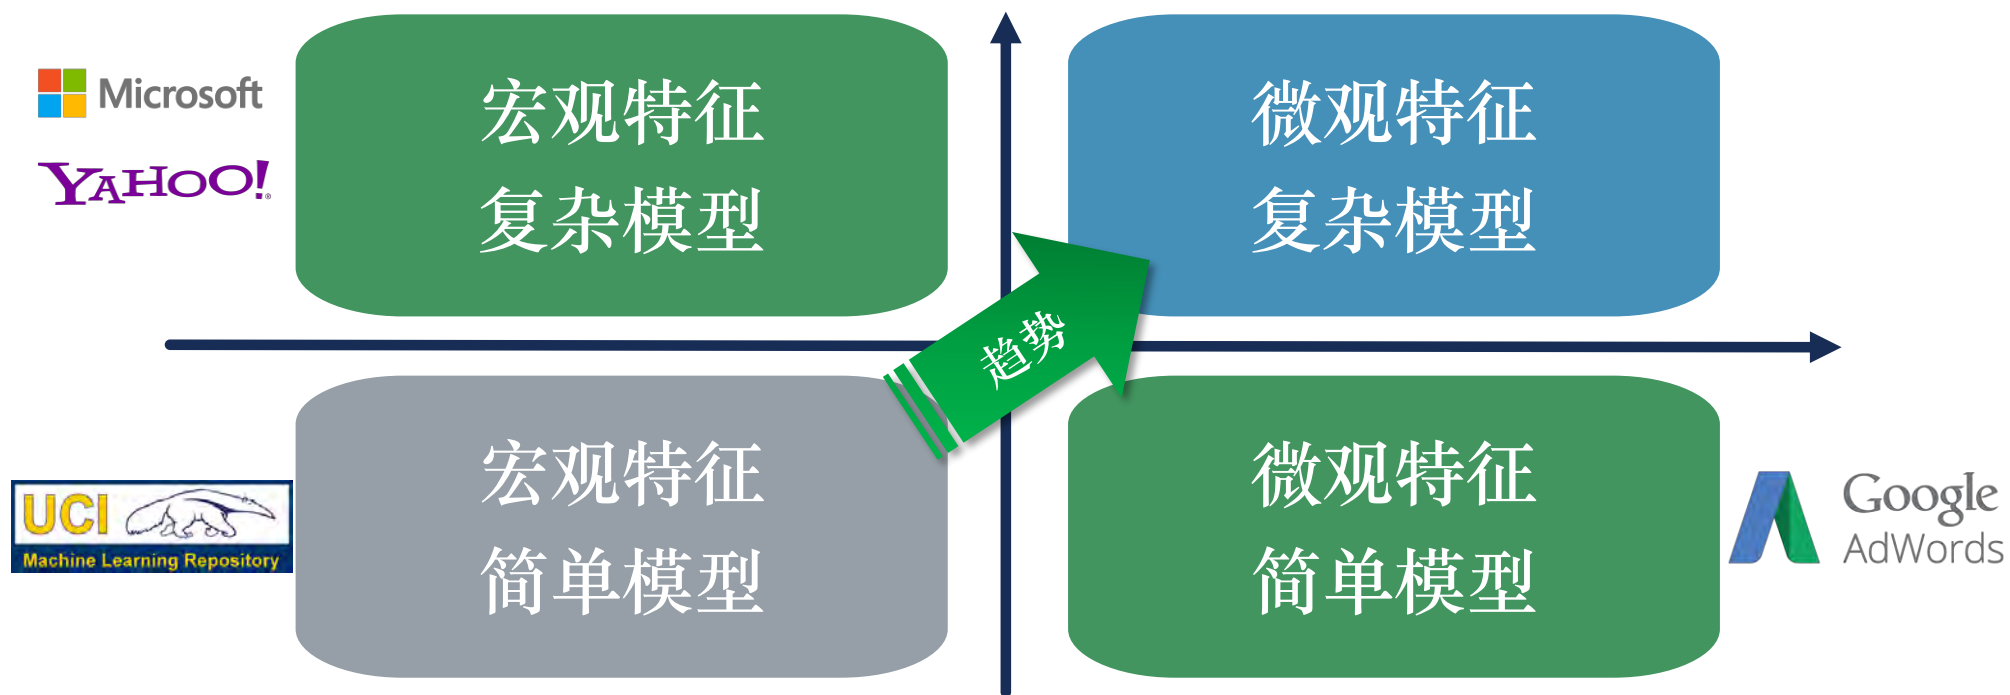 Microsoft
YAHOO!
宏观特征
复杂模型
微观特征
复杂模型
趋势
UCI
Machine Learning Repository
宏观特征
简单模型
微观特征
简单模型
Google
AdWords